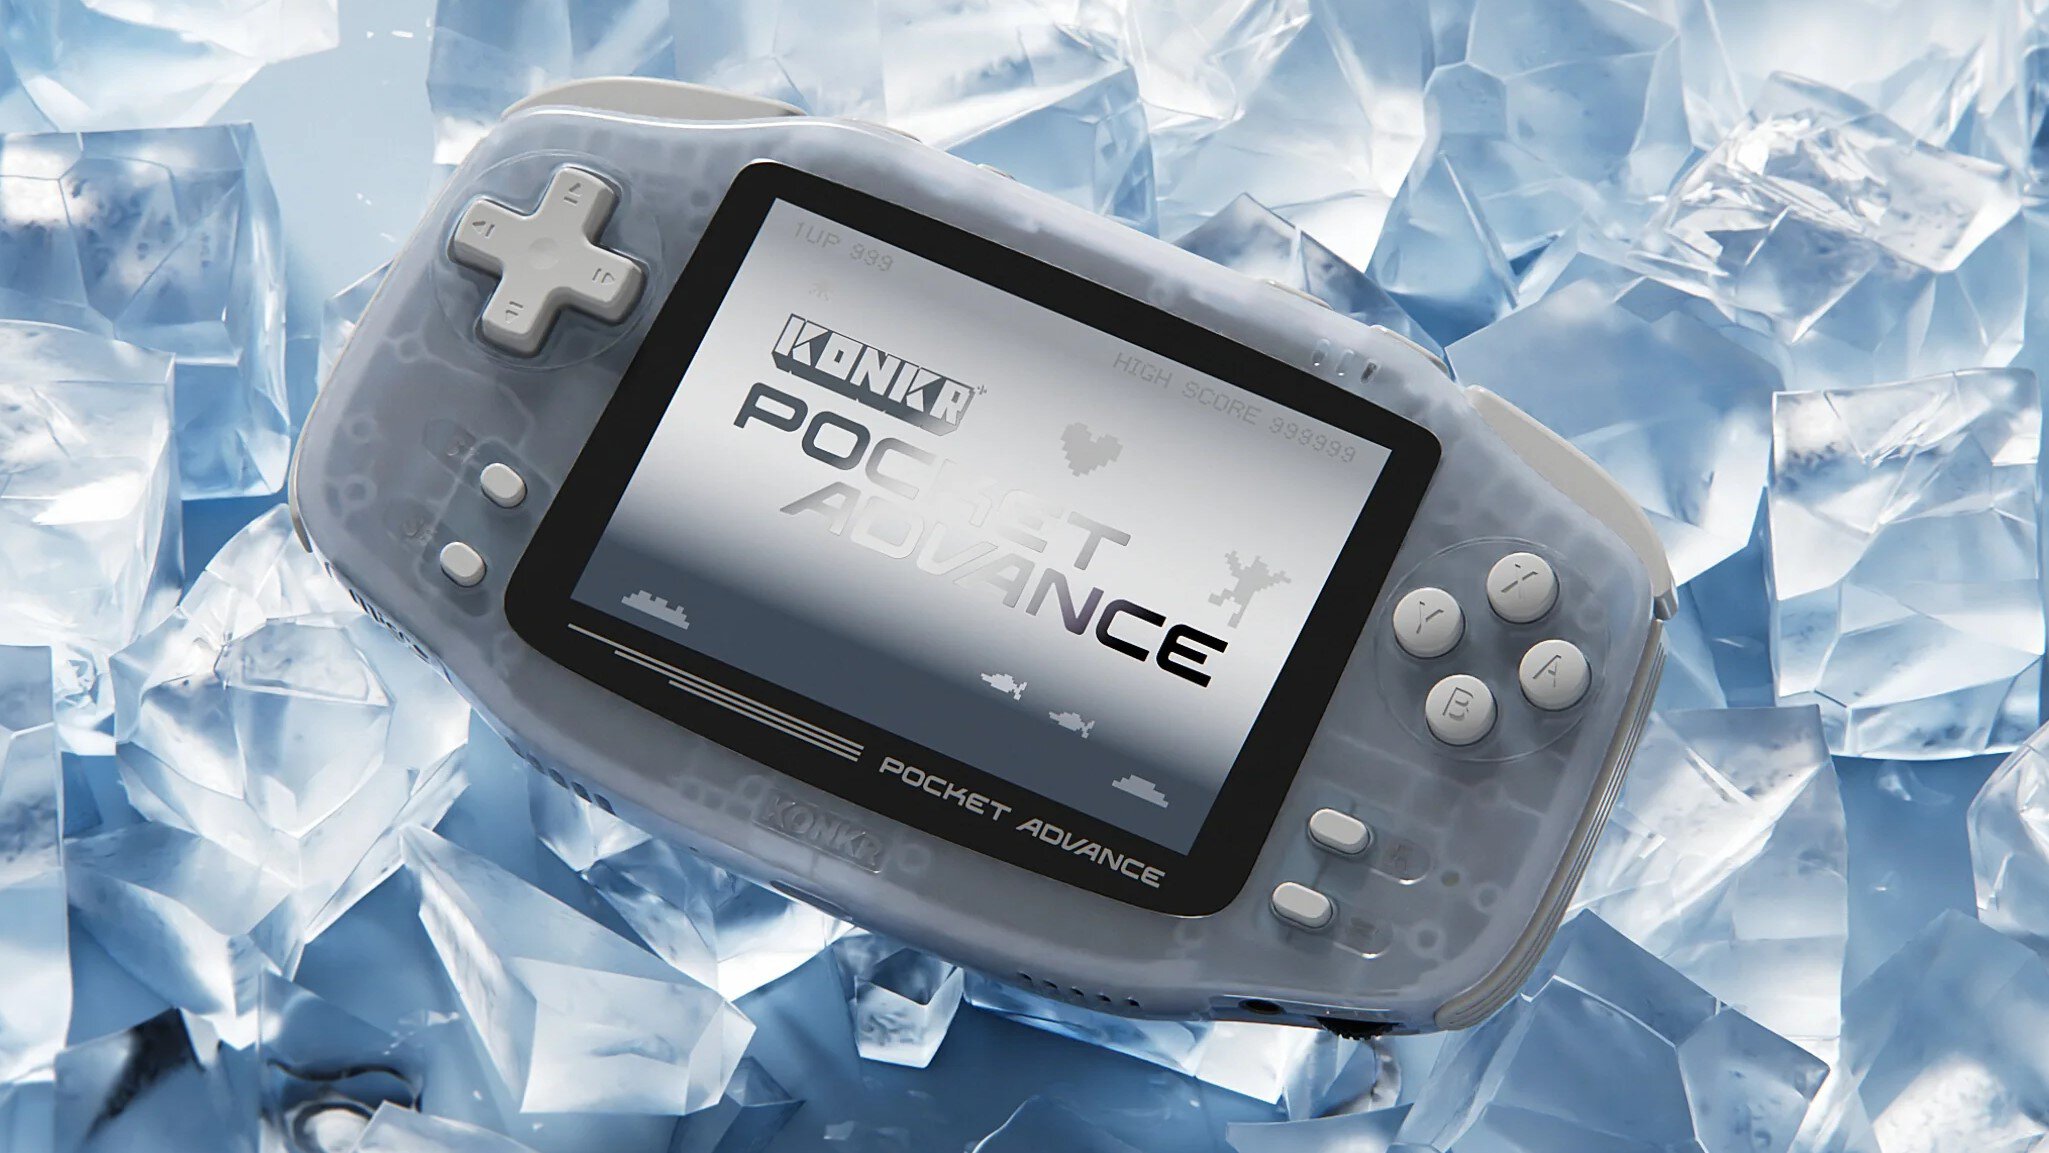 1UP 999
HIGH SCORE 999999
KONKR
POCKET
ADVANCE
POCKET ADVANCE
KONKR
X
Y
A
B